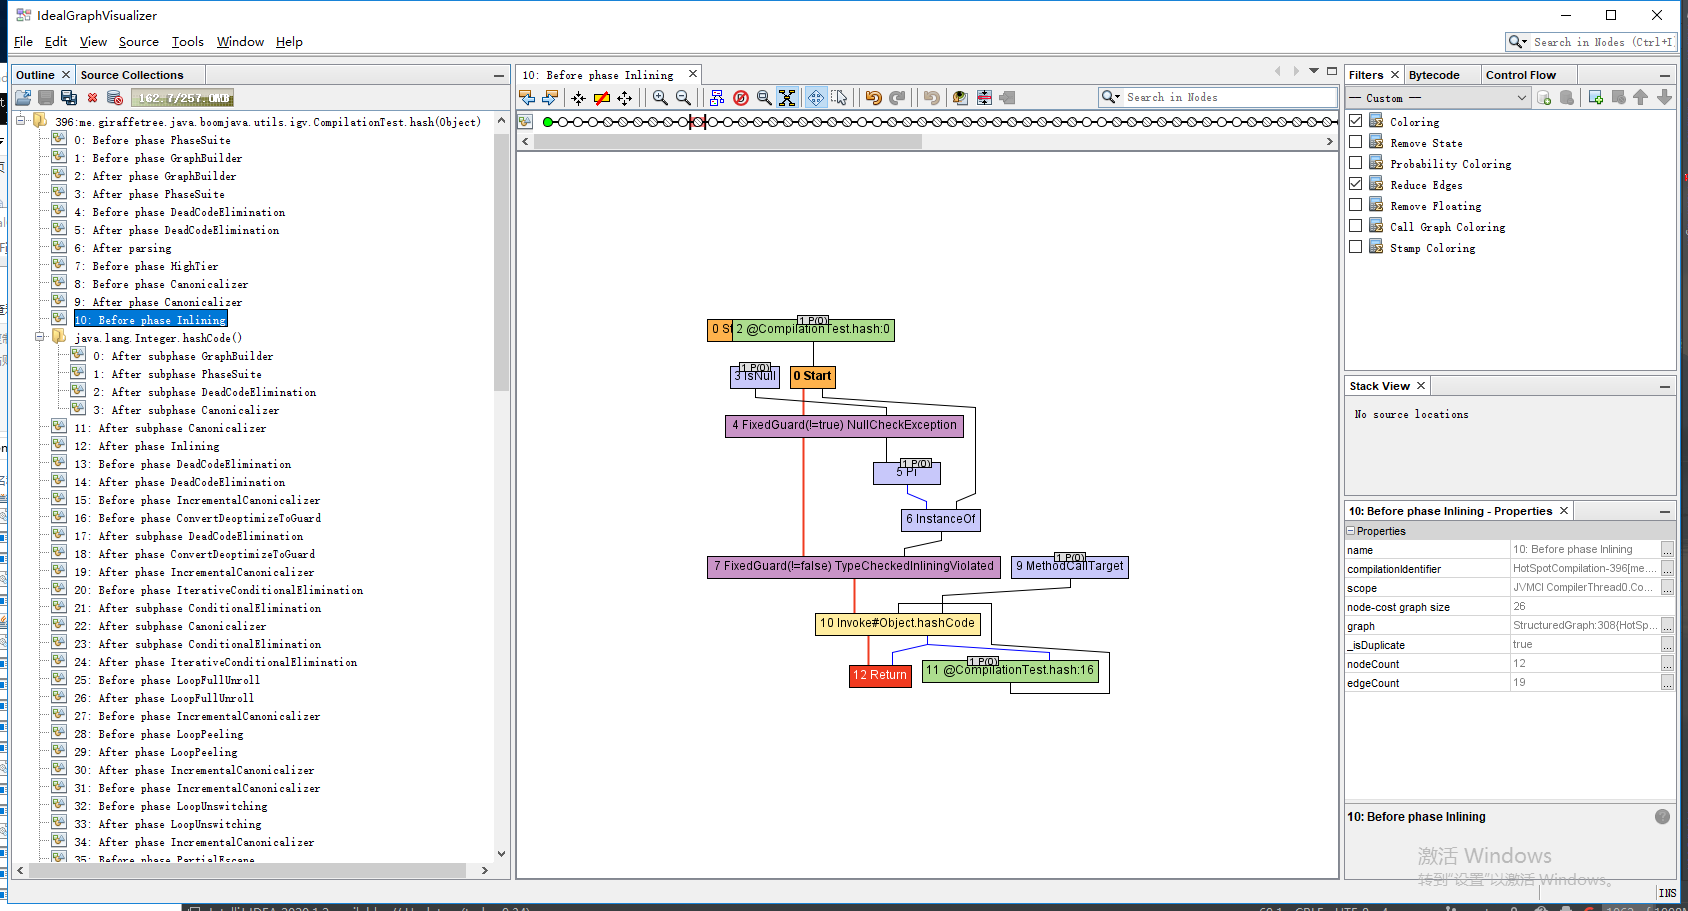 IdealGraphVisualizer
File Edit View Source Tools Window Help
Search in Nodes (Ctrl+I
Outline Source Collections
162.7/257.0MB
396:me.giraffetree.java.boomjava.utils.igv.CompilationTest.hash(Object)
0: Before phase PhaseSuite
1: Before phase GraphBuilder
2: After phase GraphBuilder
3: After phase PhaseSuite
4: Before phase DeadCodeElimination
5: After phase DeadCodeElimination
6: After parsing
7: Before phase HighTier
8: Before phase Canonicalizer
9: After phase Canonicalizer
10: Before phase Inlining
java.lang.Integer.hashCode()
0: After subphase GraphBuilder
1: After subphase PhaseSuite
2: After subphase DeadCodeElimination
3: After subphase Canonicalizer
11: After subphase Canonicalizer
12: After phase Inlining
13: Before phase DeadCodeElimination
14: After phase DeadCodeElimination
15: Before phase IncrementalCanonicalizer
16: Before phase ConvertDeoptimizeToGuard
17: After subphase DeadCodeElimination
18: After phase ConvertDeoptimizeToGuard
19: After phase IncrementalCanonicalizer
20: Before phase IterativeConditionalElimination
21: After subphase ConditionalElimination
22: After subphase Canonicalizer
23: After subphase ConditionalElimination
24: After phase IterativeConditionalElimination
25: Before phase LoopFullUnroll
26: After phase LoopFullUnroll
27: Before phase IncrementalCanonicalizer
28: Before phase LoopPeeling
29: After phase LoopPeeling
30: After phase IncrementalCanonicalizer
31: Before phase IncrementalCanonicalizer
32: Before phase LoopUnswitching
33: After phase LoopUnswitching
34: After phase IncrementalCanonicalizer
35: Before phase PartialEscape
10: Before phase Inlining
Search in Nodes
0 St
1 P(0)
2 @CompilationTest.hash:0
1 P(0)
3 IsNull
0 Start
4 FixedGuard(!=true) NullCheckException
1 P(0)
5 Pi
6 InstanceOf
7 FixedGuard(!=false) TypeCheckedInliningViolated
1 P(0)
9 MethodCallTarget
10 Invoke#Object.hashCode
1 P(0)
12 Return
11 @CompilationTest.hash:16
Filters Bytecode Control Flow
— Custom —
Coloring
Remove State
Probability Coloring
Reduce Edges
Remove Floating
Call Graph Coloring
Stamp Coloring
Stack View
No source locations
10: Before phase Inlining - Properties
Properties
name 10: Before phase Inlining ...
compilationIdentifier HotSpotCompilation-396[me.... ...
scope JVMCI CompilerThread0.Co... ...
node-cost graph size 26
graph StructuredGraph:308{HotSp... ...
_isDuplicate true ...
nodeCount 12 ...
edgeCount 19 ...
10: Before phase Inlining
激活 Windows
转到"设置"以激活 Windows。
INS